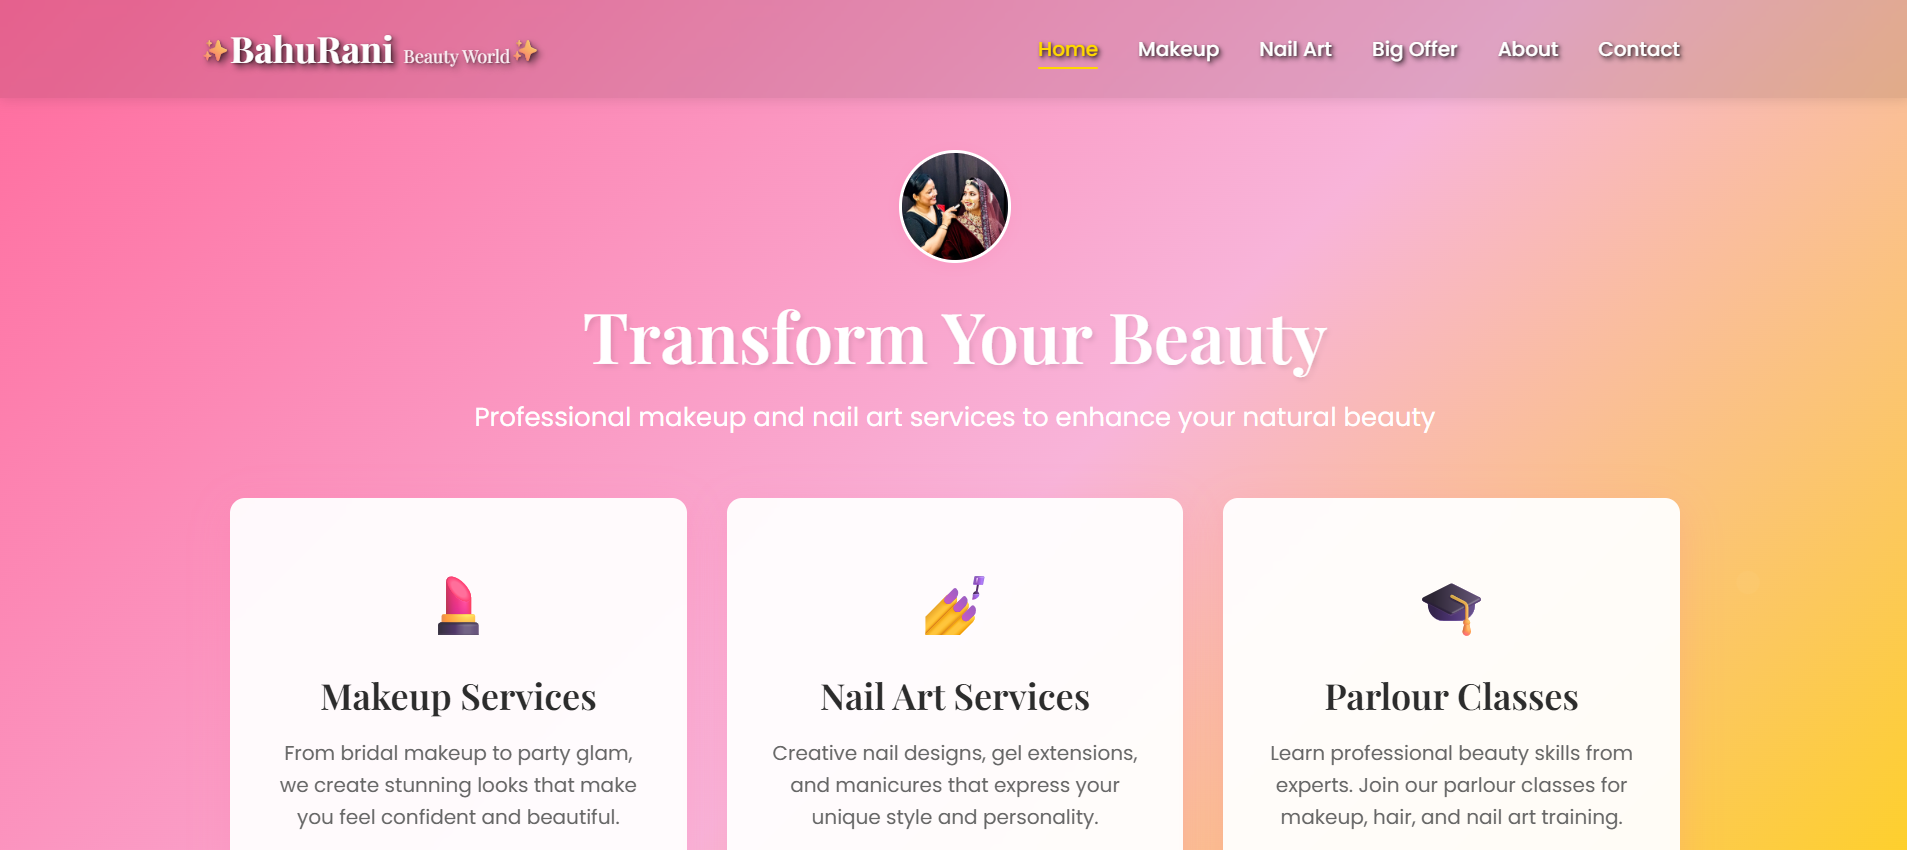 ✨BahuRani Beauty World✨
Home Makeup Nail Art Big Offer About Contact
Transform Your Beauty
Professional makeup and nail art services to enhance your natural beauty
Makeup Services
From bridal makeup to party glam,
we create stunning looks that make
you feel confident and beautiful.
Nail Art Services
Creative nail designs, gel extensions,
and manicures that express your
unique style and personality.
Parlour Classes
Learn professional beauty skills from
experts. Join our parlour classes for
makeup, hair, and nail art training.